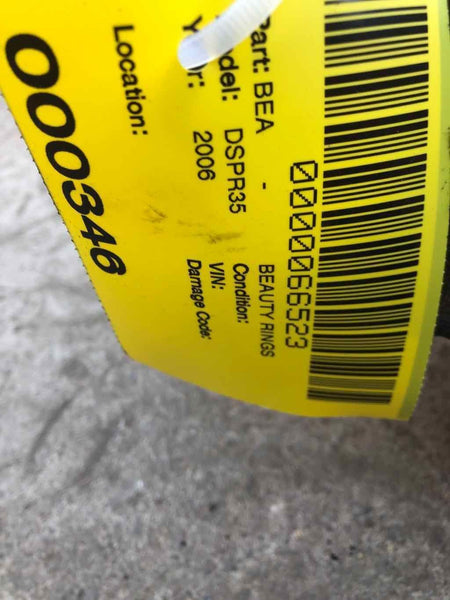 0000066523
Part: BEA - BEAUTY RINGS
Model: DSPR35 Condition:
Year: 2006 VIN:
Damage Code:
Location:
000346